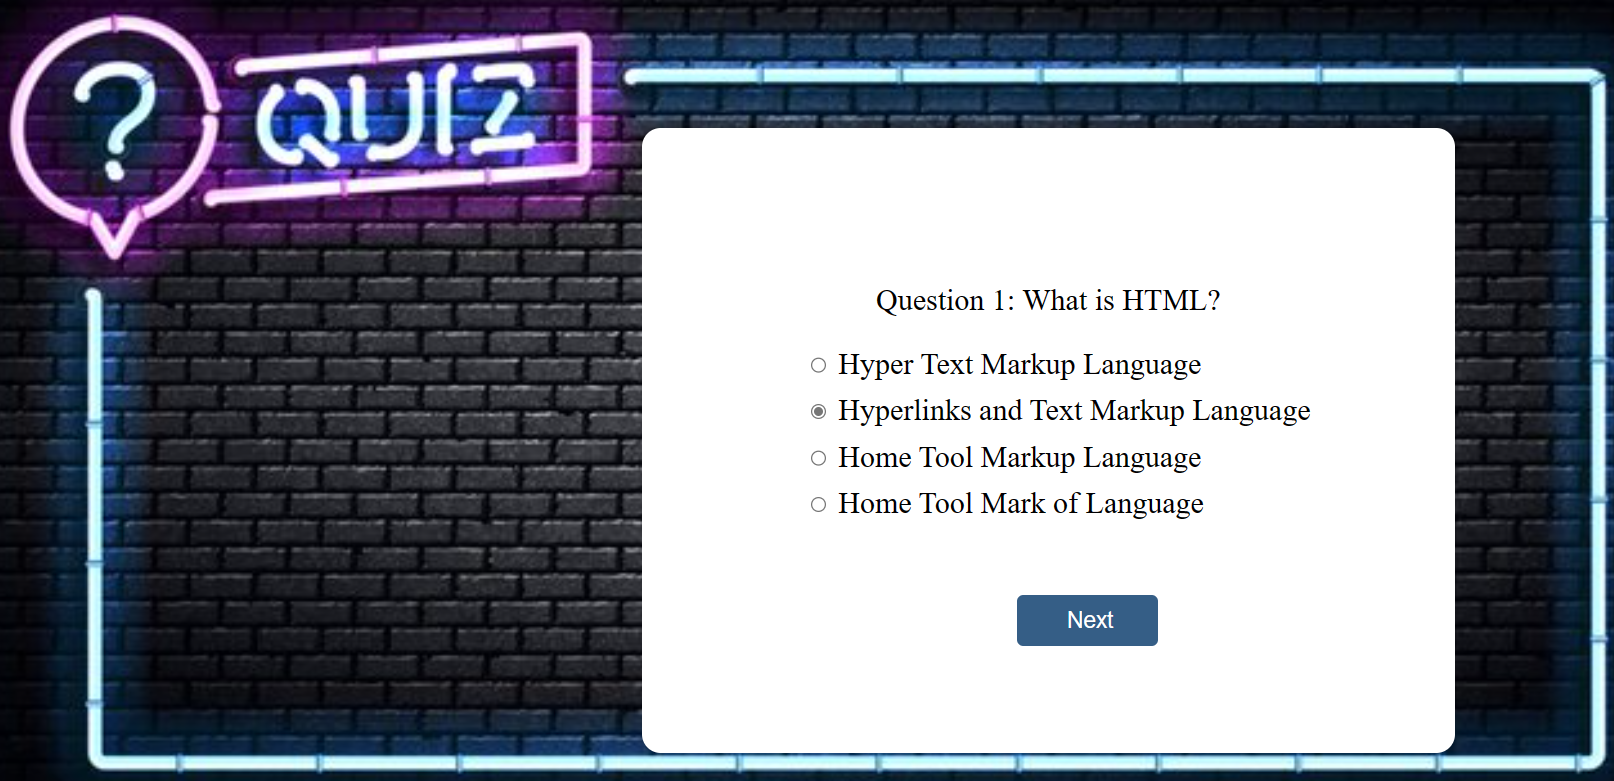 ?
QUIZ
Question 1: What is HTML?
Hyper Text Markup Language
Hyperlinks and Text Markup Language
Home Tool Markup Language
Home Tool Mark of Language
Next